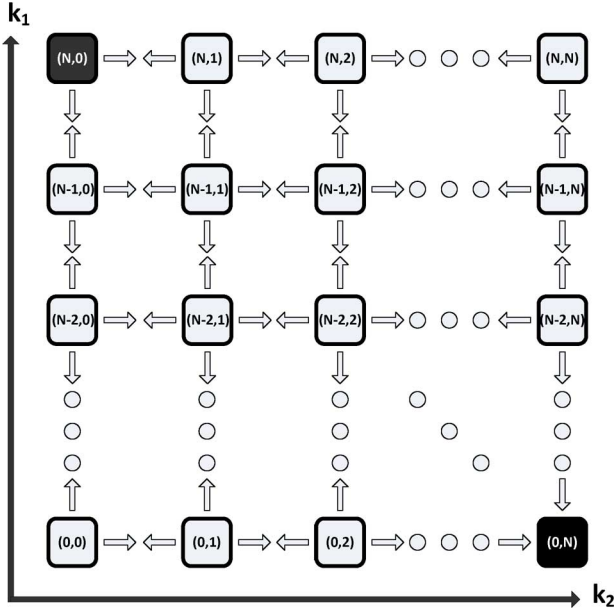 k1
(N,0) (N,1) (N,2) (N,N)
(N-1,0) (N-1,1) (N-1,2) (N-1,N)
(N-2,0) (N-2,1) (N-2,2) (N-2,N)
(0,0) (0,1) (0,2) (0,N)
k2